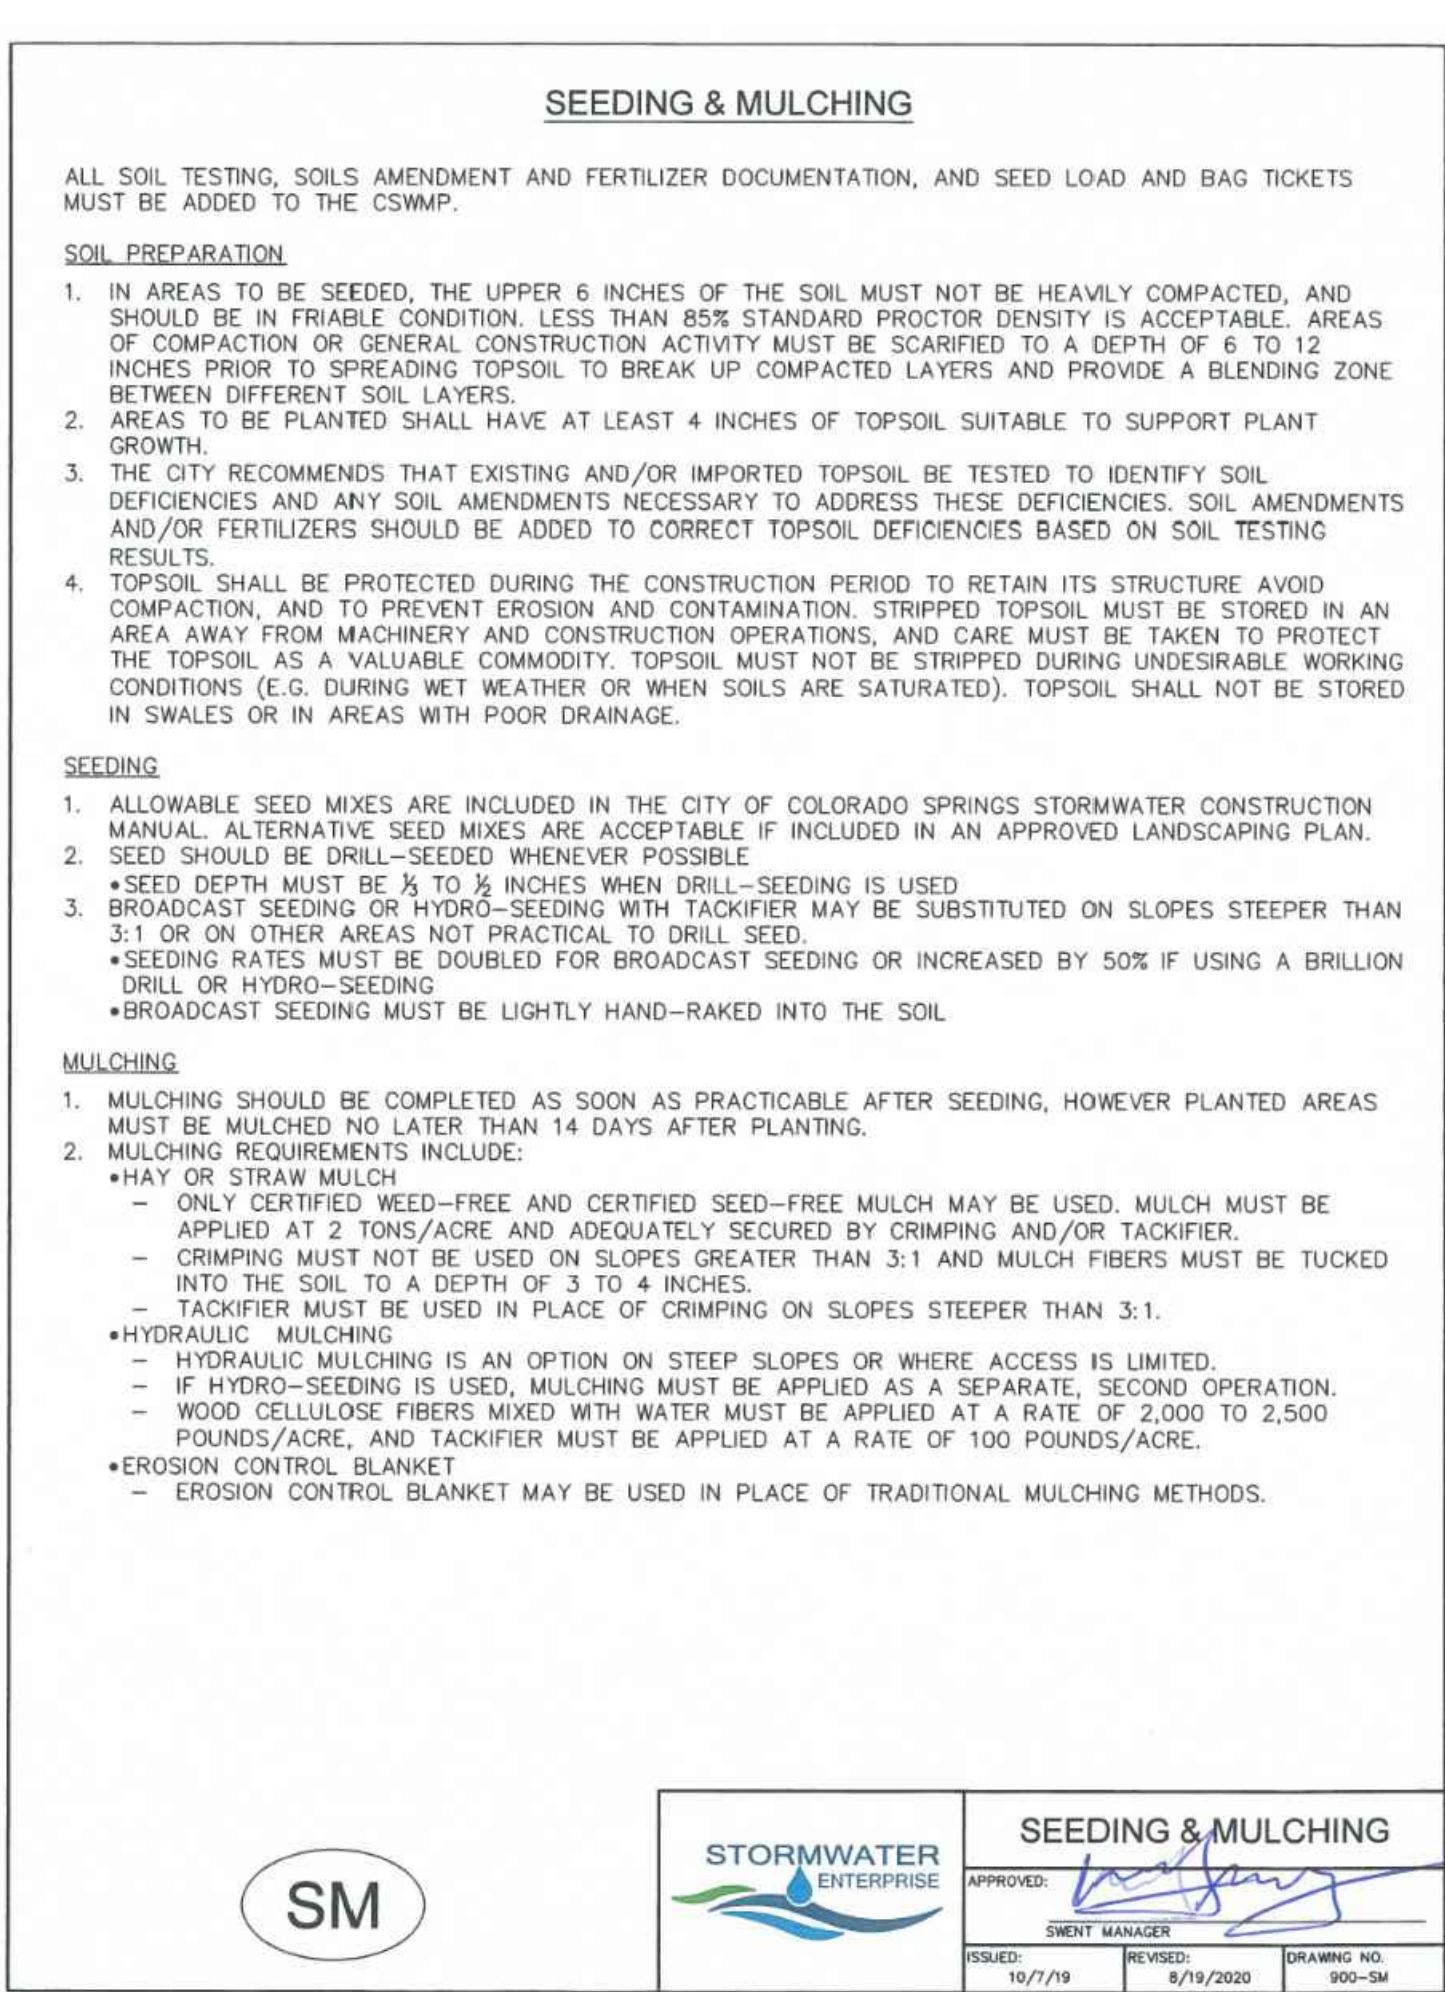 SEEDING & MULCHING
ALL SOIL TESTING, SOILS AMENDMENT AND FERTILIZER DOCUMENTATION, AND SEED LOAD AND BAG TICKETS
MUST BE ADDED TO THE CSWMP.
SOIL PREPARATION
1. IN AREAS TO BE SEEDED, THE UPPER 6 INCHES OF THE SOIL MUST NOT BE HEAVILY COMPACTED, AND
SHOULD BE IN FRIABLE CONDITION. LESS THAN 85% STANDARD PROCTOR DENSITY IS ACCEPTABLE. AREAS
OF COMPACTION OR GENERAL CONSTRUCTION ACTIVITY MUST BE SCARIFIED TO A DEPTH OF 6 TO 12
INCHES PRIOR TO SPREADING TOPSOIL TO BREAK UP COMPACTED LAYERS AND PROVIDE A BLENDING ZONE
BETWEEN DIFFERENT SOIL LAYERS.
2. AREAS TO BE PLANTED SHALL HAVE AT LEAST 4 INCHES OF TOPSOIL SUITABLE TO SUPPORT PLANT
GROWTH.
3. THE CITY RECOMMENDS THAT EXISTING AND/OR IMPORTED TOPSOIL BE TESTED TO IDENTIFY SOIL
DEFICIENCIES AND ANY SOIL AMENDMENTS NECESSARY TO ADDRESS THESE DEFICIENCIES. SOIL AMENDMENTS
AND/OR FERTILIZERS SHOULD BE ADDED TO CORRECT TOPSOIL DEFICIENCIES BASED ON SOIL TESTING
RESULTS.
4. TOPSOIL SHALL BE PROTECTED DURING THE CONSTRUCTION PERIOD TO RETAIN ITS STRUCTURE AVOID
COMPACTION, AND TO PREVENT EROSION AND CONTAMINATION. STRIPPED TOPSOIL MUST BE STORED IN AN
AREA AWAY FROM MACHINERY AND CONSTRUCTION OPERATIONS, AND CARE MUST BE TAKEN TO PROTECT
THE TOPSOIL AS A VALUABLE COMMODITY. TOPSOIL MUST NOT BE STRIPPED DURING UNDESIRABLE WORKING
CONDITIONS (E.G. DURING WET WEATHER OR WHEN SOILS ARE SATURATED). TOPSOIL SHALL NOT BE STORED
IN SWALES OR IN AREAS WITH POOR DRAINAGE.
SEEDING
1. ALLOWABLE SEED MIXES ARE INCLUDED IN THE CITY OF COLORADO SPRINGS STORMWATER CONSTRUCTION
MANUAL. ALTERNATIVE SEED MIXES ARE ACCEPTABLE IF INCLUDED IN AN APPROVED LANDSCAPING PLAN.
2. SEED SHOULD BE DRILL-SEEDED WHENEVER POSSIBLE
•SEED DEPTH MUST BE ⅓ TO ½ INCHES WHEN DRILL-SEEDING IS USED
3. BROADCAST SEEDING OR HYDRO-SEEDING WITH TACKIFIER MAY BE SUBSTITUTED ON SLOPES STEEPER THAN
3:1 OR ON OTHER AREAS NOT PRACTICAL TO DRILL SEED.
•SEEDING RATES MUST BE DOUBLED FOR BROADCAST SEEDING OR INCREASED BY 50% IF USING A BRILLION
DRILL OR HYDRO-SEEDING
•BROADCAST SEEDING MUST BE LIGHTLY HAND-RAKED INTO THE SOIL
MULCHING
1. MULCHING SHOULD BE COMPLETED AS SOON AS PRACTICABLE AFTER SEEDING, HOWEVER PLANTED AREAS
MUST BE MULCHED NO LATER THAN 14 DAYS AFTER PLANTING.
2. MULCHING REQUIREMENTS INCLUDE:
•HAY OR STRAW MULCH
– ONLY CERTIFIED WEED-FREE AND CERTIFIED SEED-FREE MULCH MAY BE USED. MULCH MUST BE
APPLIED AT 2 TONS/ACRE AND ADEQUATELY SECURED BY CRIMPING AND/OR TACKIFIER.
– CRIMPING MUST NOT BE USED ON SLOPES GREATER THAN 3:1 AND MULCH FIBERS MUST BE TUCKED
INTO THE SOIL TO A DEPTH OF 3 TO 4 INCHES.
– TACKIFIER MUST BE USED IN PLACE OF CRIMPING ON SLOPES STEEPER THAN 3:1.
•HYDRAULIC MULCHING
– HYDRAULIC MULCHING IS AN OPTION ON STEEP SLOPES OR WHERE ACCESS IS LIMITED.
– IF HYDRO-SEEDING IS USED, MULCHING MUST BE APPLIED AS A SEPARATE, SECOND OPERATION.
– WOOD CELLULOSE FIBERS MIXED WITH WATER MUST BE APPLIED AT A RATE OF 2,000 TO 2,500
POUNDS/ACRE, AND TACKIFIER MUST BE APPLIED AT A RATE OF 100 POUNDS/ACRE.
•EROSION CONTROL BLANKET
– EROSION CONTROL BLANKET MAY BE USED IN PLACE OF TRADITIONAL MULCHING METHODS.
SM
STORMWATER
ENTERPRISE
SEEDING & MULCHING
APPROVED:
SWENT MANAGER
ISSUED:
10/7/19
REVISED:
8/19/2020
DRAWING NO.
900-SM